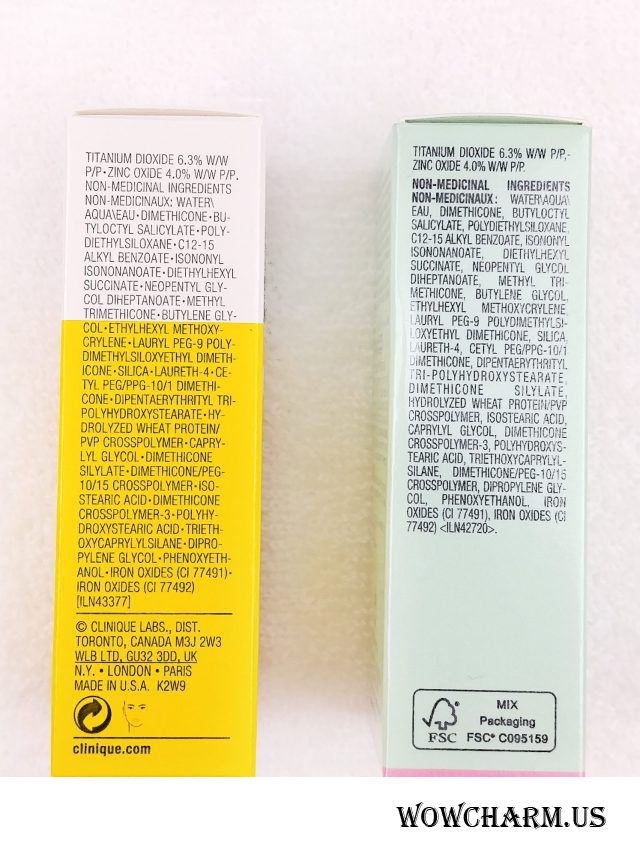 TITANIUM DIOXIDE 6.3% W/W
P/P•ZINC OXIDE 4.0% W/W P/P.
NON-MEDICINAL INGREDIENTS
NON-MEDICINAUX: WATER\
AQUA\EAU•DIMETHICONE•BU-
TYLOCTYL SALICYLATE•POLY-
DIETHYLSILOXANE•C12-15
ALKYL BENZOATE•ISONONYL
ISONONANOATE•DIETHYLHEXYL
SUCCINATE•NEOPENTYL GLY-
COL DIHEPTANOATE•METHYL
TRIMETHICONE•BUTYLENE GLY-
COL•ETHYLHEXYL METHOXY-
CRYLENE•LAURYL PEG-9 POLY-
DIMETHYLSILOXYETHYL DIMETH-
ICONE•SILICA•LAURETH-4•CE-
TYL PEG/PPG-10/1 DIMETHI-
CONE•DIPENTAERYTHRITYL TRI-
POLYHYDROXYSTEARATE•HY-
DROLYZED WHEAT PROTEIN/
PVP CROSSPOLYMER•CAPRY-
LYL GLYCOL•DIMETHICONE
SILYLATE•DIMETHICONE/PEG-
10/15 CROSSPOLYMER•ISO-
STEARIC ACID•DIMETHICONE
CROSSPOLYMER-3•POLYHY-
DROXYSTEARIC ACID•TRIETH-
OXYCAPRYLYLSILANE•DIPRO-
PYLENE GLYCOL•PHENOXYETH-
ANOL•IRON OXIDES (CI 77491)•
IRON OXIDES (CI 77492)
[ILN43377]
© CLINIQUE LABS., DIST.
TORONTO, CANADA M3J 2W3
WLB LTD, GU32 3DD, UK
N.Y. • LONDON • PARIS
MADE IN U.S.A. K2W9
clinique.com
TITANIUM DIOXIDE 6.3% W/W P/P,-
ZINC OXIDE 4.0% W/W P/P.
NON-MEDICINAL INGREDIENTS
NON-MEDICINAUX: WATER\AQUA\
EAU, DIMETHICONE, BUTYLOCTYL
SALICYLATE, POLYDIETHYLSILOXANE,
C12-15 ALKYL BENZOATE, ISONONYL
ISONONANOATE, DIETHYLHEXYL
SUCCINATE, NEOPENTYL GLYCOL
DIHEPTANOATE, METHYL TRI-
METHICONE, BUTYLENE GLYCOL,
ETHYLHEXYL METHOXYCRYLENE,
LAURYL PEG-9 POLYDIMETHYLSI-
LOXYETHYL DIMETHICONE, SILICA,
LAURETH-4, CETYL PEG/PPG-10/1
DIMETHICONE, DIPENTAERYTHRITYL
TRI-POLYHYDROXYSTEARATE,
DIMETHICONE SILYLATE,
HYDROLYZED WHEAT PROTEIN/PVP
CROSSPOLYMER, ISOSTEARIC ACID,
CAPRYLYL GLYCOL, DIMETHICONE
CROSSPOLYMER-3, POLYHYDROXYS-
TEARIC ACID, TRIETHOXYCAPRYLYL-
SILANE, DIMETHICONE/PEG-10/15
CROSSPOLYMER, DIPROPYLENE GLY-
COL, PHENOXYETHANOL, IRON
OXIDES (CI 77491), IRON OXIDES (CI
77492) <ILN42720>.
FSC
MIX
Packaging
FSC® C095159
WOWCHARM.US